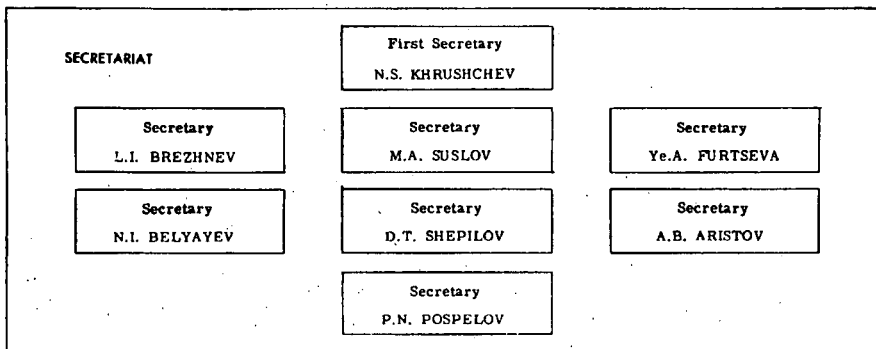 SECRETARIAT
First Secretary
N.S. KHRUSHCHEV
Secretary
L.I. BREZHNEV
Secretary
M.A. SUSLOV
Secretary
Ye.A. FURTSEVA
Secretary
N.I. BELYAYEV
Secretary
D.T. SHEPILOV
Secretary
A.B. ARISTOV
Secretary
P.N. POSPELOV